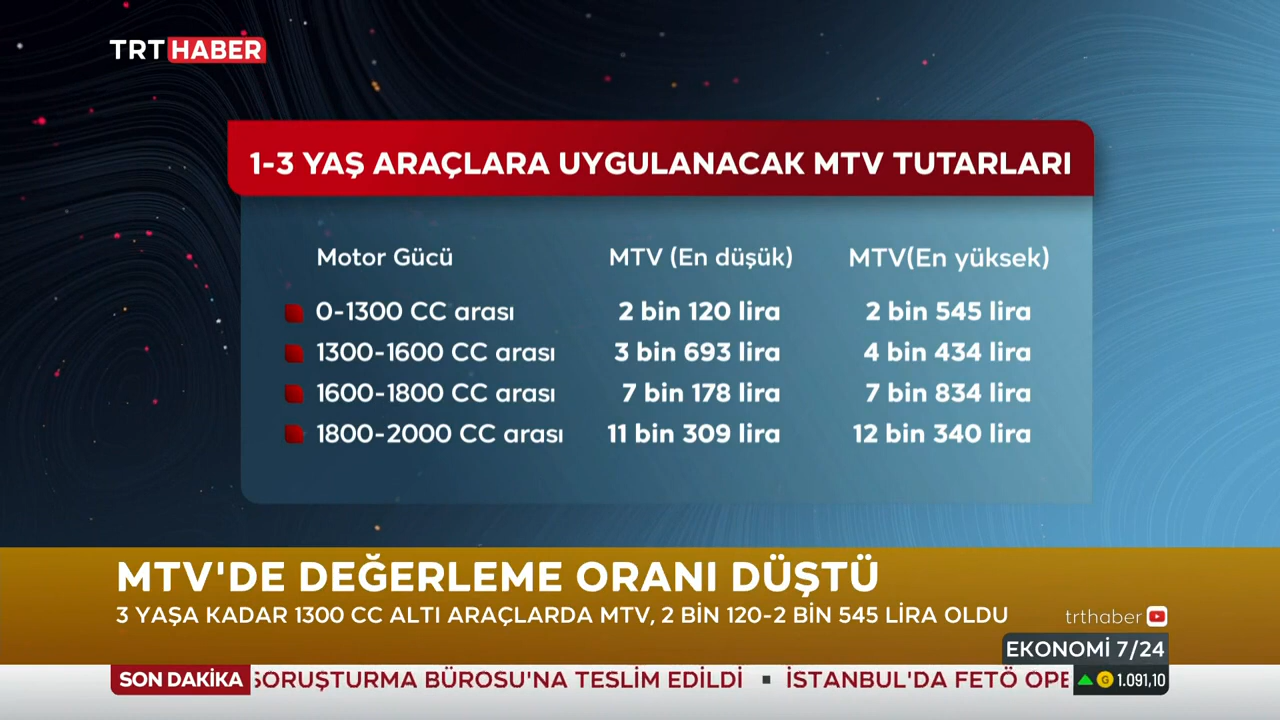 TRT HABER
1-3 YAŞ ARAÇLARA UYGULANACAK MTV TUTARLARI
Motor Gücü MTV (En düşük) MTV(En yüksek)
0-1300 CC arası 2 bin 120 lira 2 bin 545 lira
1300-1600 CC arası 3 bin 693 lira 4 bin 434 lira
1600-1800 CC arası 7 bin 178 lira 7 bin 834 lira
1800-2000 CC arası 11 bin 309 lira 12 bin 340 lira
MTV'DE DEĞERLEME ORANI DÜŞTÜ
3 YAŞA KADAR 1300 CC ALTI ARAÇLARDA MTV, 2 BİN 120-2 BİN 545 LİRA OLDU
trthaber
EKONOMİ 7/24
SON DAKİKA SORUŞTURMA BÜROSU'NA TESLİM EDİLDİ ▪ İSTANBUL'DA FETÖ OPE G 1.091,10